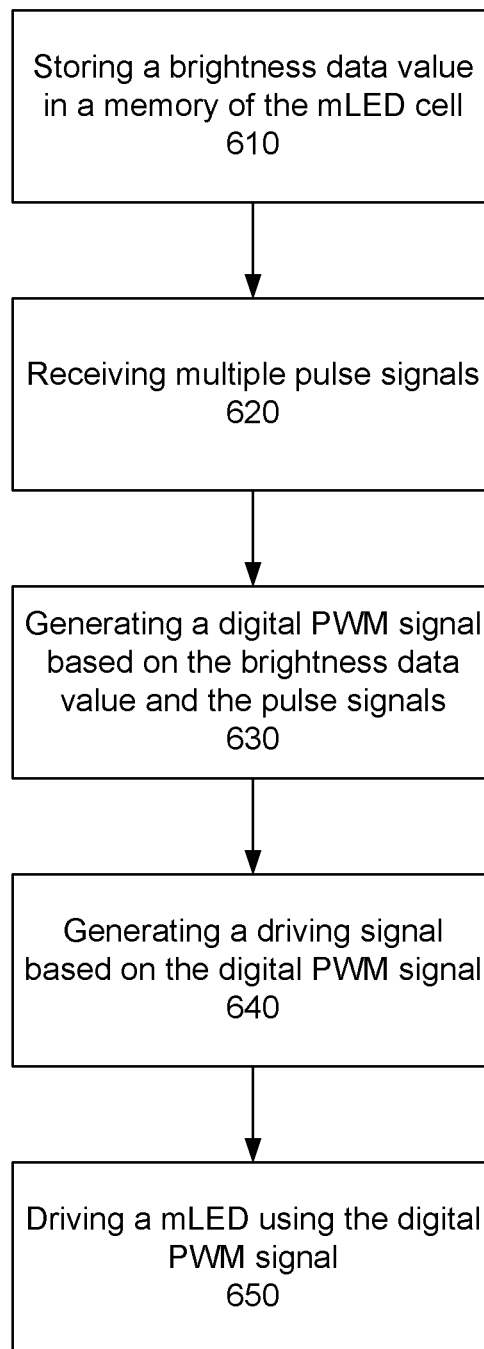 Storing a brightness data value
in a memory of the mLED cell
610
Receiving multiple pulse signals
620
Generating a digital PWM signal
based on the brightness data
value and the pulse signals
630
Generating a driving signal
based on the digital PWM signal
640
Driving a mLED using the digital
PWM signal
650